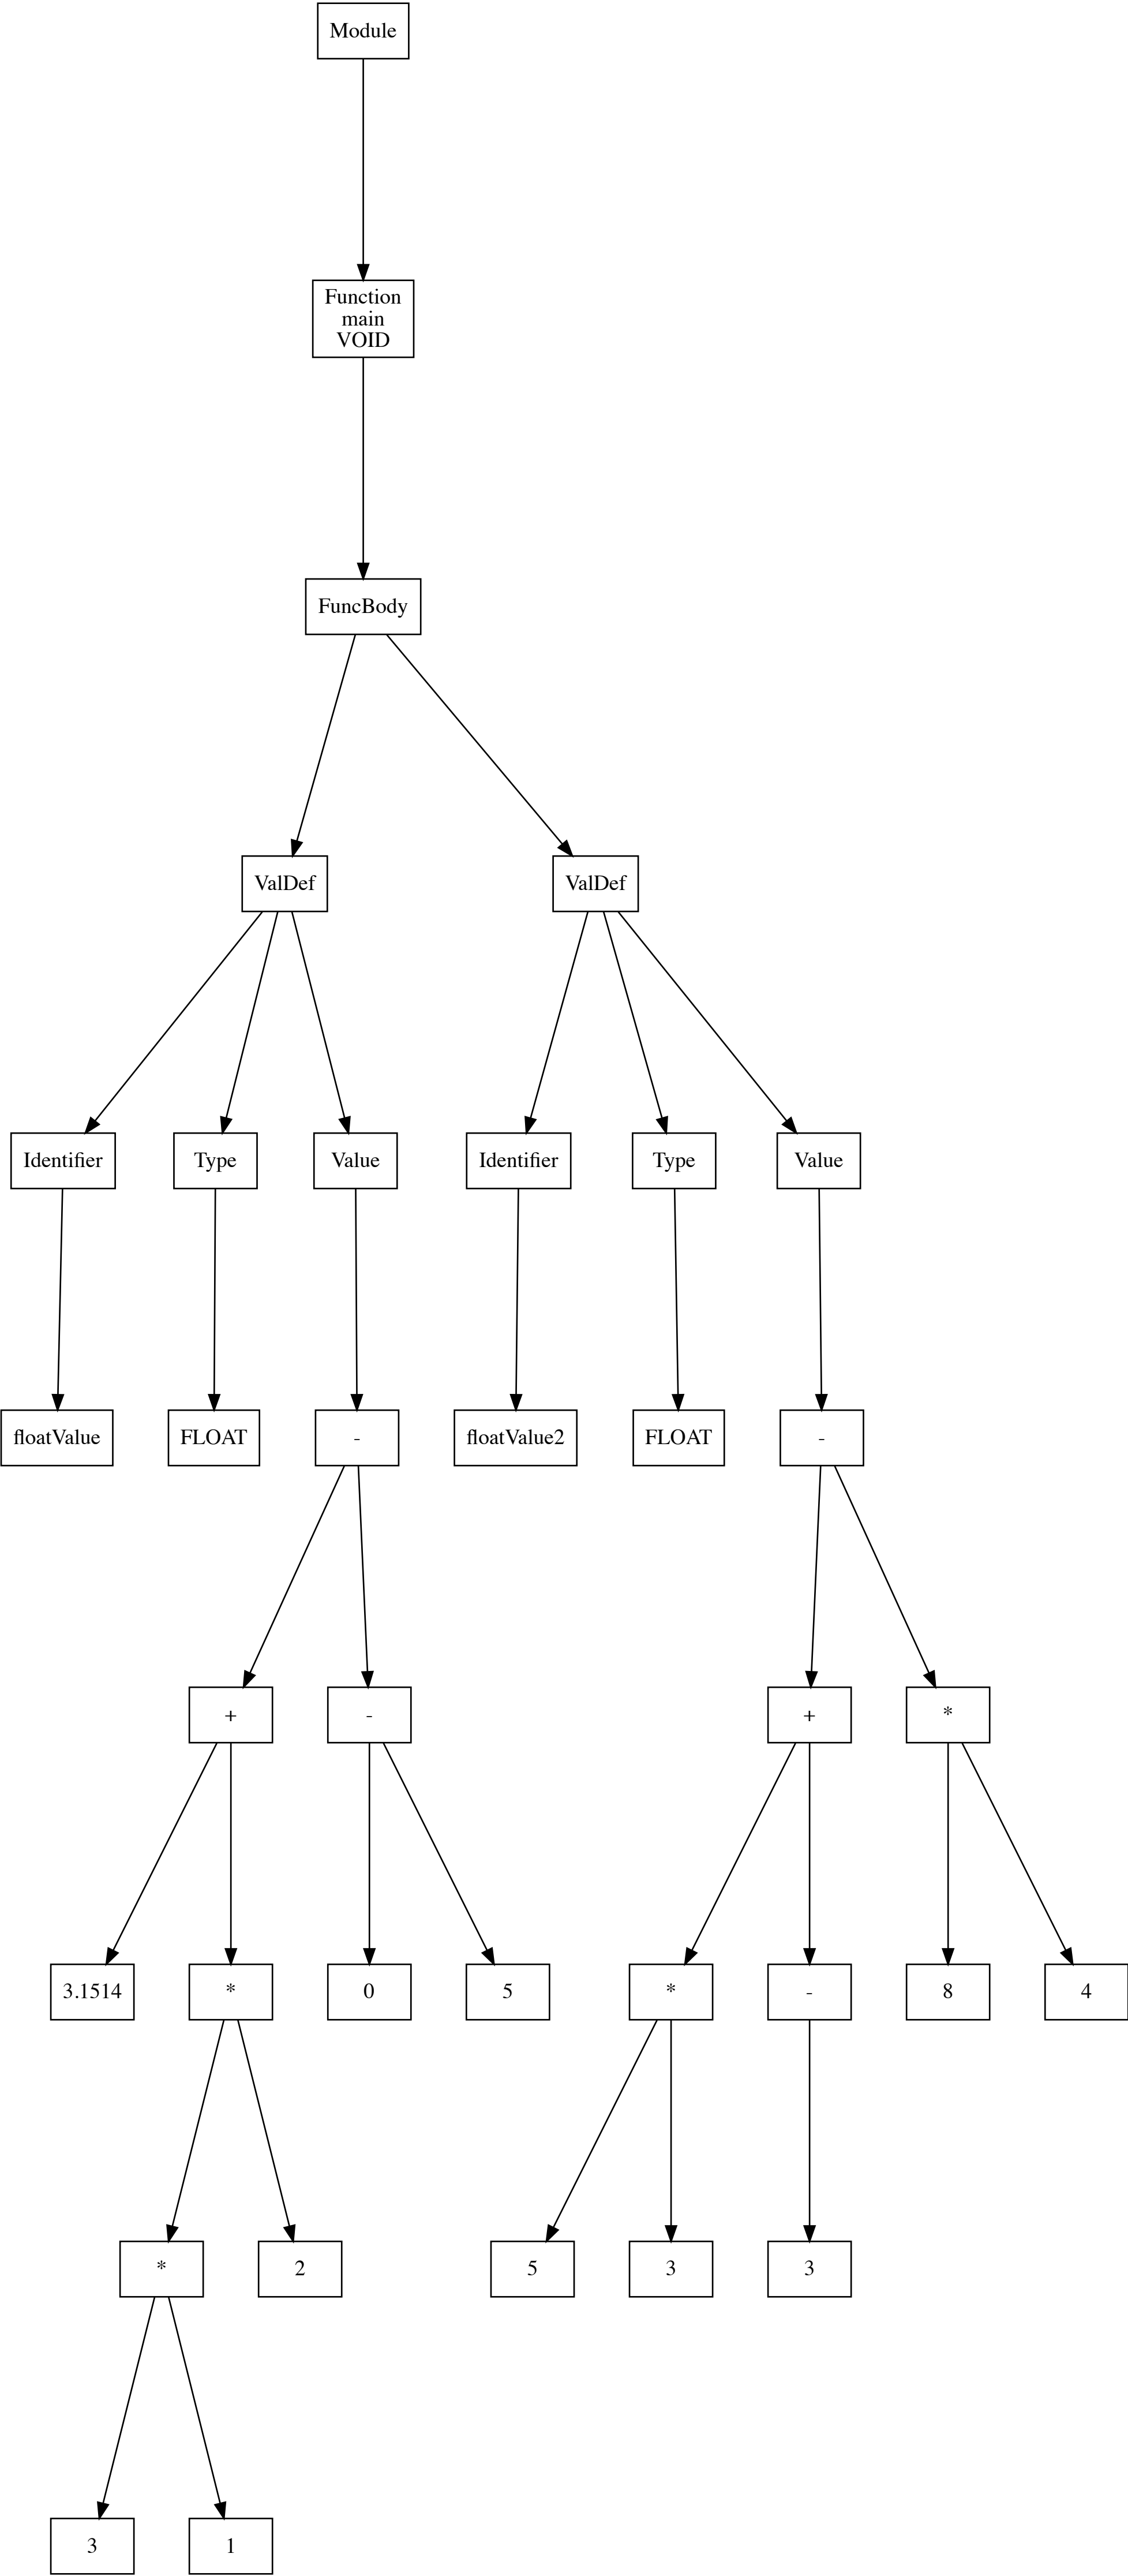 Module
Function
main
VOID
FuncBody
ValDef
ValDef
Identifier
Type
Value
Identifier
Type
Value
floatValue
FLOAT
-
floatValue2
FLOAT
-
+
-
+
*
3.1514
*
0
5
*
-
8
4
*
2
5
3
3
3
1